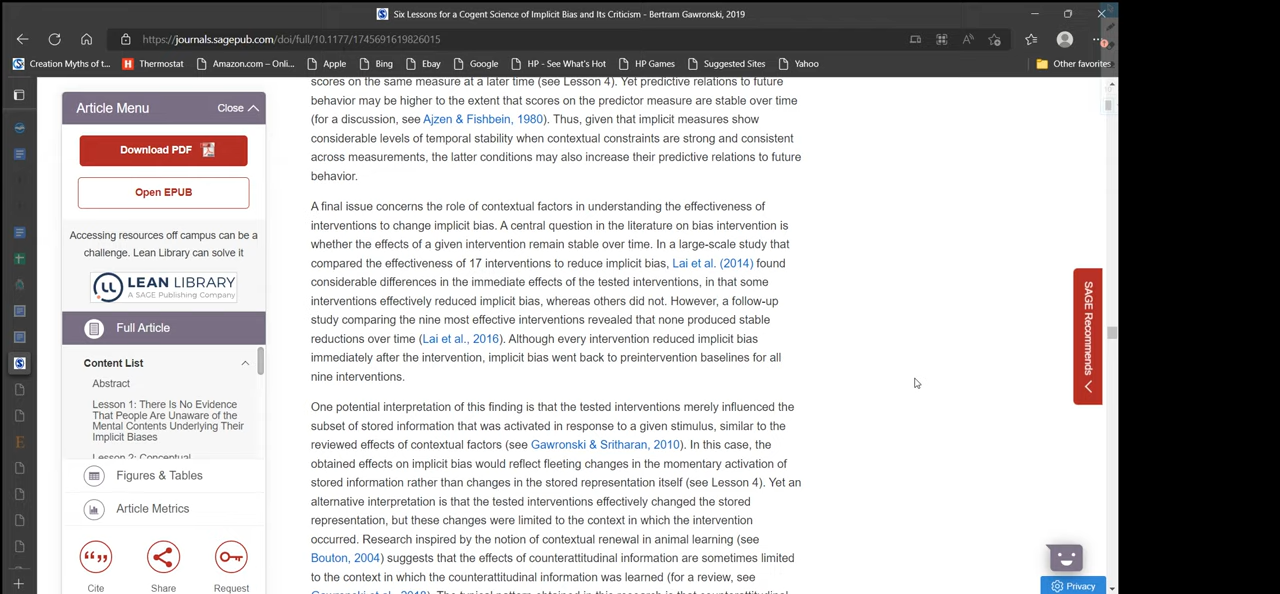 Six Lessons for a Cogent Science of Implicit Bias and Its Criticism - Bertram Gawronski, 2019
https://journals.sagepub.com/doi/full/10.1177/1745691619826015
Creation Myths of t... Thermostat Amazon.com – Onli... Apple Bing Ebay Google HP - See What's Hot HP Games Suggested Sites Yahoo Other favorites
Article Menu Close
Download PDF
Open EPUB
Accessing resources off campus can be a
challenge. Lean Library can solve it
LEAN LIBRARY
A SAGE Publishing Company
Full Article
Content List
Abstract
Lesson 1: There Is No Evidence
That People Are Unaware of the
Mental Contents Underlying Their
Implicit Biases
Lesson 2: Conceptual
Figures & Tables
Article Metrics
Cite Share Request
scores on the same measure at a later time (see Lesson 4). Yet predictive relations to future
behavior may be higher to the extent that scores on the predictor measure are stable over time
(for a discussion, see Ajzen & Fishbein, 1980). Thus, given that implicit measures show
considerable levels of temporal stability when contextual constraints are strong and consistent
across measurements, the latter conditions may also increase their predictive relations to future
behavior.
A final issue concerns the role of contextual factors in understanding the effectiveness of
interventions to change implicit bias. A central question in the literature on bias intervention is
whether the effects of a given intervention remain stable over time. In a large-scale study that
compared the effectiveness of 17 interventions to reduce implicit bias, Lai et al. (2014) found
considerable differences in the immediate effects of the tested interventions, in that some
interventions effectively reduced implicit bias, whereas others did not. However, a follow-up
study comparing the nine most effective interventions revealed that none produced stable
reductions over time (Lai et al., 2016). Although every intervention reduced implicit bias
immediately after the intervention, implicit bias went back to preintervention baselines for all
nine interventions.
One potential interpretation of this finding is that the tested interventions merely influenced the
subset of stored information that was activated in response to a given stimulus, similar to the
reviewed effects of contextual factors (see Gawronski & Sritharan, 2010). In this case, the
obtained effects on implicit bias would reflect fleeting changes in the momentary activation of
stored information rather than changes in the stored representation itself (see Lesson 4). Yet an
alternative interpretation is that the tested interventions effectively changed the stored
representation, but these changes were limited to the context in which the intervention
occurred. Research inspired by the notion of contextual renewal in animal learning (see
Bouton, 2004) suggests that the effects of counterattitudinal information are sometimes limited
to the context in which the counterattitudinal information was learned (for a review, see
Gawronski et al., 2018). The typical pattern obtained in this research is that counterattitudinal
SAGE Recommends
Privacy